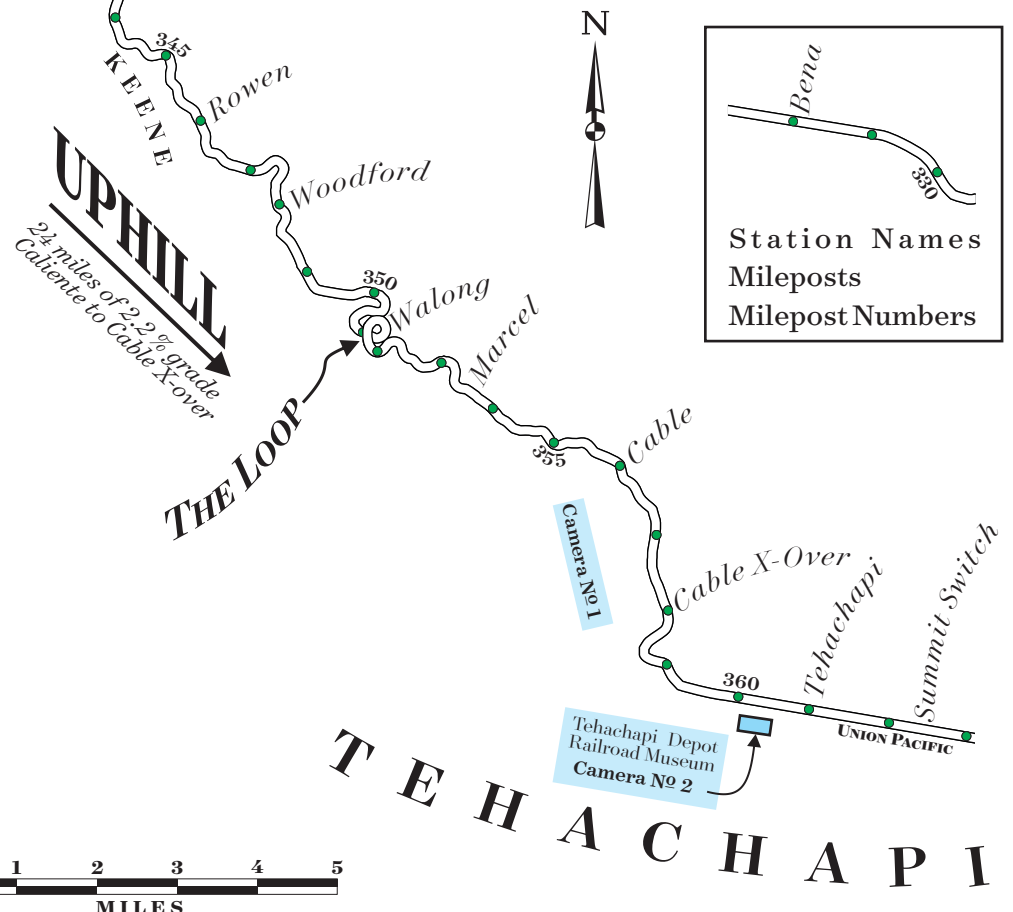 345
KEENE
Rowen
Woodford
UPHILL
24 miles of 2.2% grade
Caliente to Cable X-over
350
Walong
Marcel
THE LOOP
355
Cable
Camera Nº 1
Cable X-Over
Tehachapi
Summit Switch
360
UNION PACIFIC
Tehachapi Depot
Railroad Museum
Camera Nº 2
TEHACHAPI
N
Bena
330
Station Names
Mileposts
Milepost Numbers
1 2 3 4 5
MILES